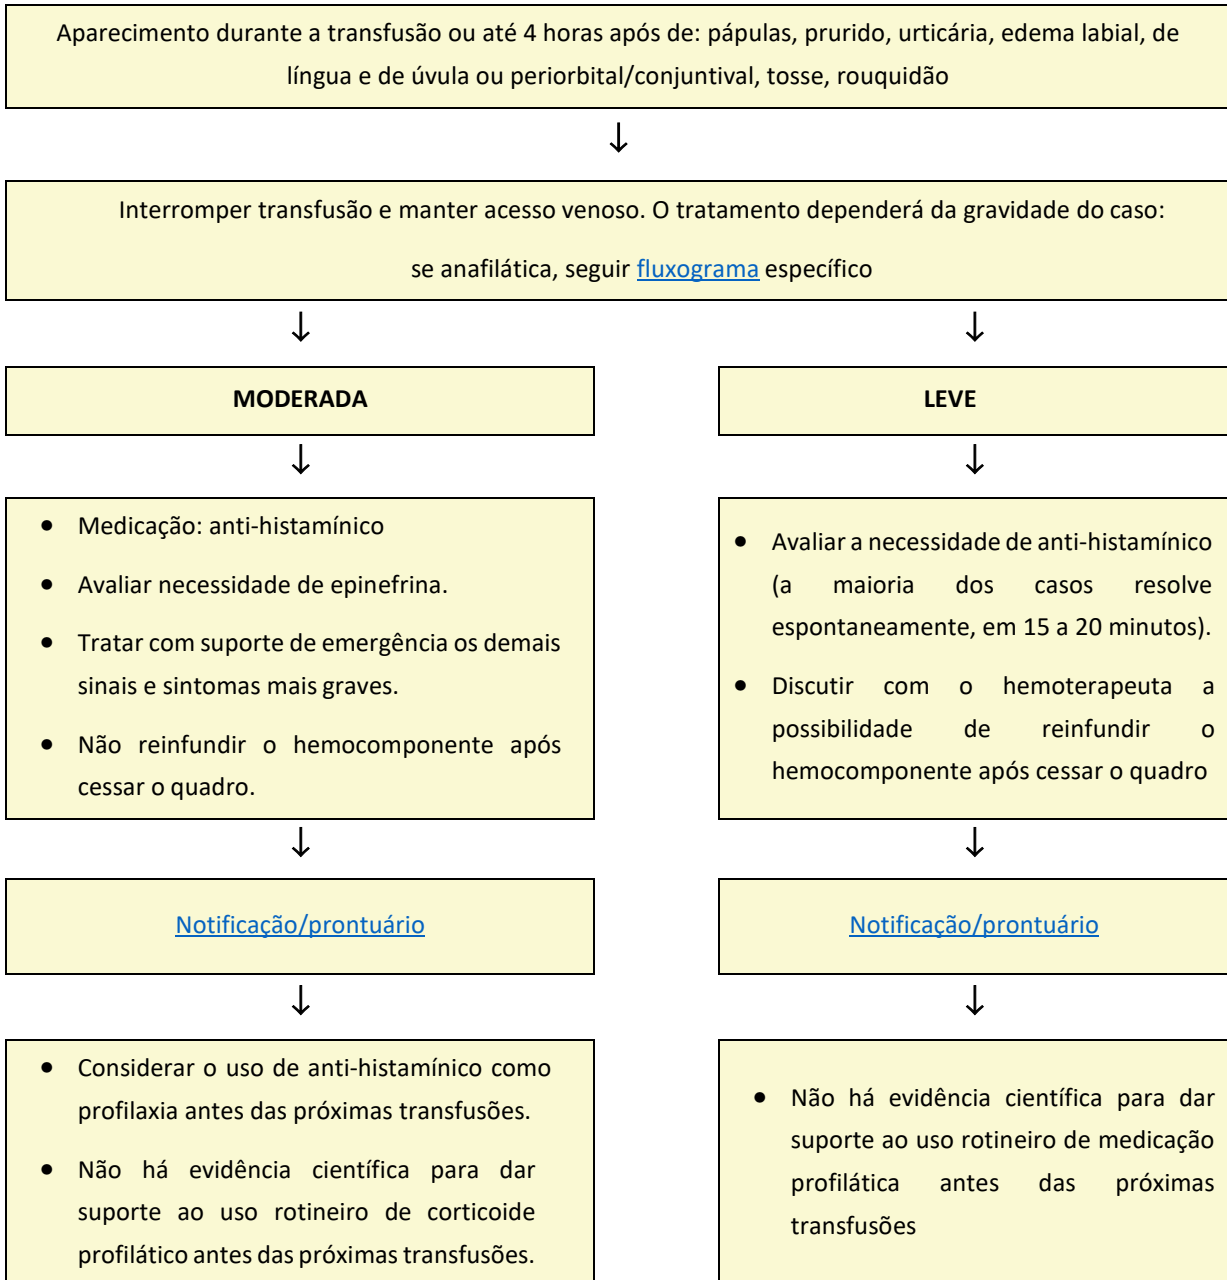 Aparecimento durante a transfusão ou até 4 horas após de: pápulas, prurido, urticária, edema labial, de
língua e de úvula ou periorbital/conjuntival, tosse, rouquidão
↓
Interromper transfusão e manter acesso venoso. O tratamento dependerá da gravidade do caso:
se anafilática, seguir fluxograma específico
↓
↓
MODERADA
↓
• Medicação: anti-histamínico
• Avaliar necessidade de epinefrina.
• Tratar com suporte de emergência os demais
sinais e sintomas mais graves.
• Não reinfundir o hemocomponente após
cessar o quadro.
↓
Notificação/prontuário
↓
• Considerar o uso de anti-histamínico como
profilaxia antes das próximas transfusões.
• Não há evidência científica para dar
suporte ao uso rotineiro de corticoide
profilático antes das próximas transfusões.
LEVE
↓
• Avaliar a necessidade de anti-histamínico
(a maioria dos casos resolve
espontaneamente, em 15 a 20 minutos).
• Discutir com o hemoterapeuta a
possibilidade de reinfundir o
hemocomponente após cessar o quadro
↓
Notificação/prontuário
↓
• Não há evidência científica para dar
suporte ao uso rotineiro de medicação
profilática antes das próximas
transfusões